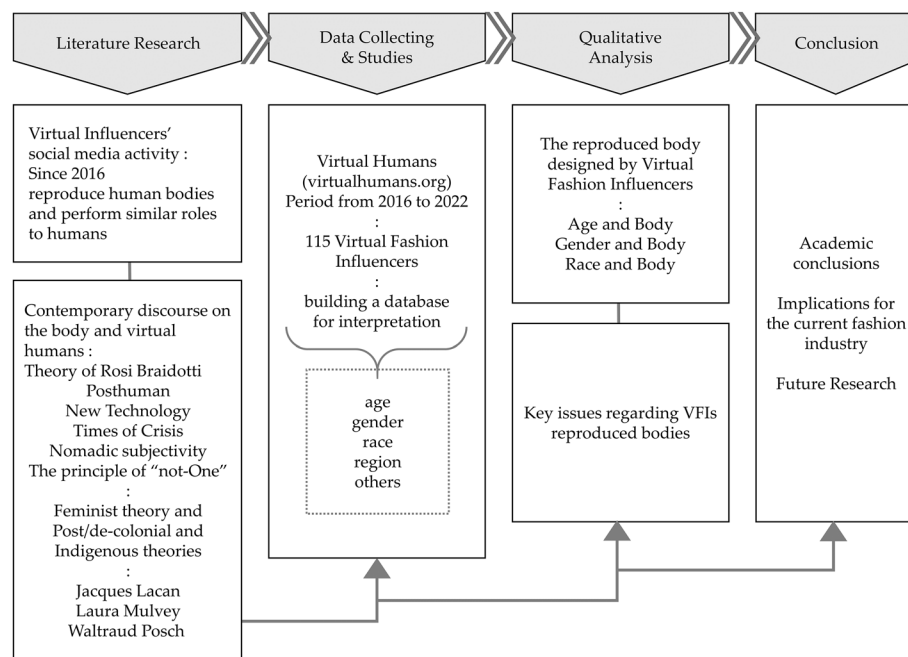 Literature Research
Data Collecting
& Studies
Qualitative
Analysis
Conclusion
Virtual Influencers’
social media activity :
Since 2016
reproduce human bodies
and perform similar roles
to humans
Contemporary discourse on
the body and virtual
humans :
Theory of Rosi Braidotti
Posthuman
New Technology
Times of Crisis
Nomadic subjectivity
The principle of “not-One”
:
Feminist theory and
Post/de-colonial and
Indigenous theories
:
Jacques Lacan
Laura Mulvey
Waltraud Posch
Virtual Humans
(virtualhumans.org)
Period from 2016 to 2022
:
115 Virtual Fashion
Influencers
:
building a database
for interpretation
age
gender
race
region
others
The reproduced body
designed by Virtual
Fashion Influencers
:
Age and Body
Gender and Body
Race and Body
Key issues regarding VFIs
reproduced bodies
Academic
conclusions
Implications for
the current fashion
industry
Future Research